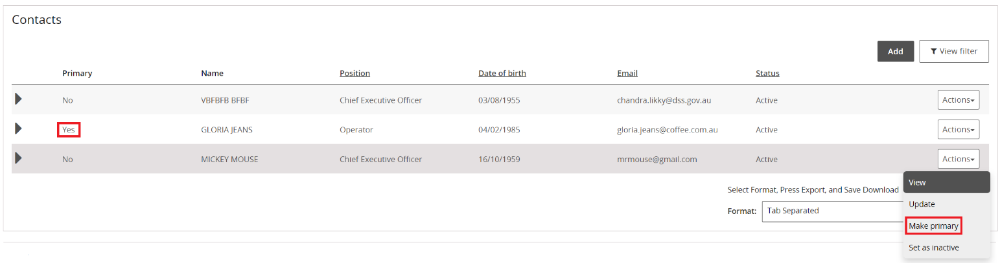 Contacts
Add View filter
Primary Name Position Date of birth Email Status
No VBFBFB BFBF Chief Executive Officer 03/08/1955 chandra.likky@dss.gov.au Active Actions
Yes GLORIA JEANS Operator 04/02/1985 gloria.jeans@coffee.com.au Active Actions
No MICKEY MOUSE Chief Executive Officer 16/10/1959 mrmouse@gmail.com Active Actions
View
Select Format, Press Export, and Save Download
Update
Format: Tab Separated
Make primary
Set as inactive